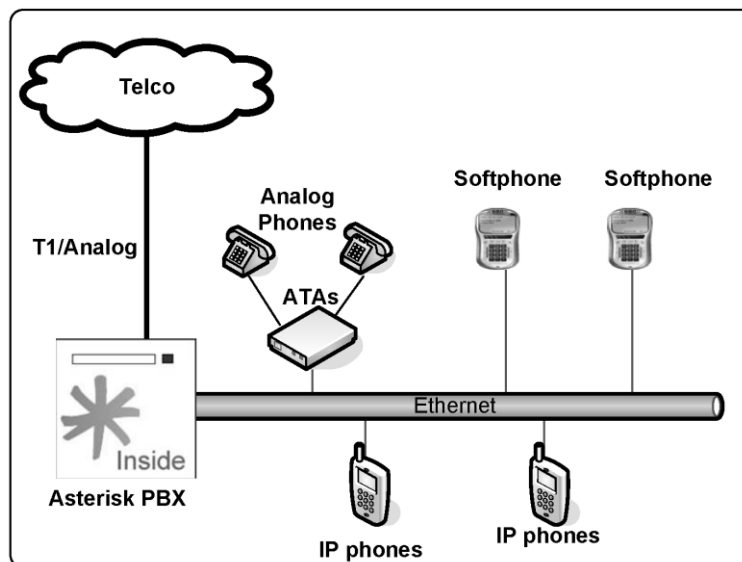 Telco
Softphone
Softphone
Analog
Phones
T1/Analog
ATAs
Ethernet
Inside
Asterisk PBX
IP phones
IP phones